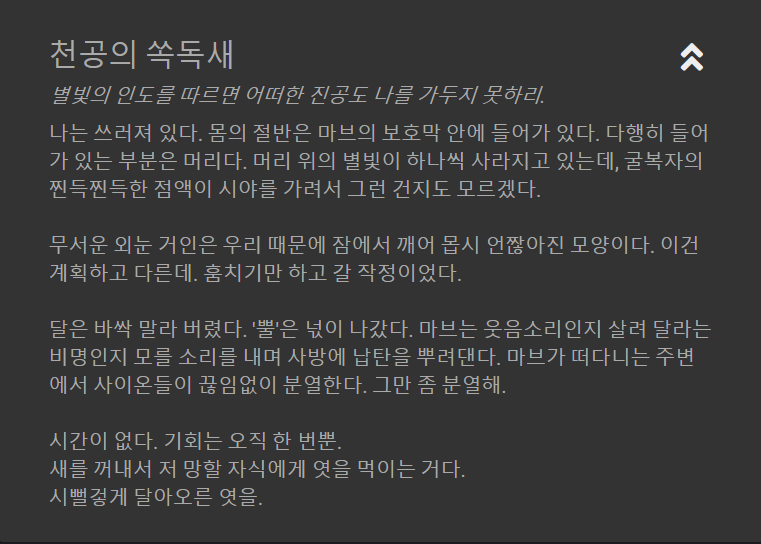 천공의 쏙독새
별빛의 인도를 따르면 어떠한 진공도 나를 가두지 못하리.
나는 쓰러져 있다. 몸의 절반은 마브의 보호막 안에 들어가 있다. 다행히 들어
가 있는 부분은 머리다. 머리 위의 별빛이 하나씩 사라지고 있는데, 굴복자의
찐득찐득한 점액이 시야를 가려서 그런 건지도 모르겠다.
무서운 외눈 거인은 우리 때문에 잠에서 깨어 몹시 언짢아진 모양이다. 이건
계획하고 다른데. 훔치기만 하고 갈 작정이었다.
달은 바싹 말라 버렸다. '뿔'은 넋이 나갔다. 마브는 웃음소리인지 살려 달라는
비명인지 모를 소리를 내며 사방에 납탄을 뿌려댄다. 마브가 떠다니는 주변
에서 사이온들이 끊임없이 분열한다. 그만 좀 분열해.
시간이 없다. 기회는 오직 한 번뿐.
새를 꺼내서 저 망할 자식에게 엿을 먹이는 거다.
시뻘겋게 달아오른 엿을.